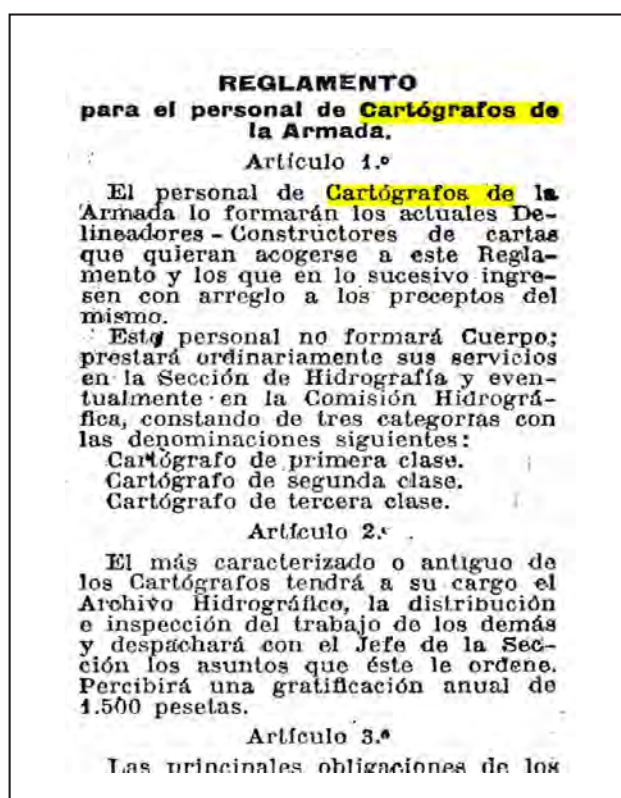 REGLAMENTO
para el personal de Cartógrafos de
la Armada.
Artículo 1.º
El personal de Cartógrafos de la
Armada lo formarán los actuales De-
lineadores - Constructores de cartas
que quieran acogerse a este Regla-
mento y los que en lo sucesivo ingre-
sen con arreglo a los preceptos del
mismo.
Este personal no formará Cuerpo;
prestará ordinariamente sus servicios
en la Sección de Hidrografía y even-
tualmente en la Comisión Hidrográ-
fica, constando de tres categorías con
las denominaciones siguientes:
Cartógrafo de primera clase.
Cartógrafo de segunda clase.
Cartógrafo de tercera clase.
Artículo 2.º
El más caracterizado o antiguo de
los Cartógrafos tendrá a su cargo el
Archivo Hidrográfico, la distribución
e inspección del trabajo de los demás
y despachará con el Jefe de la Sec-
ción los asuntos que éste le ordene.
Percibirá una gratificación anual de
1.500 pesetas.
Artículo 3.º
Las principales obligaciones de los